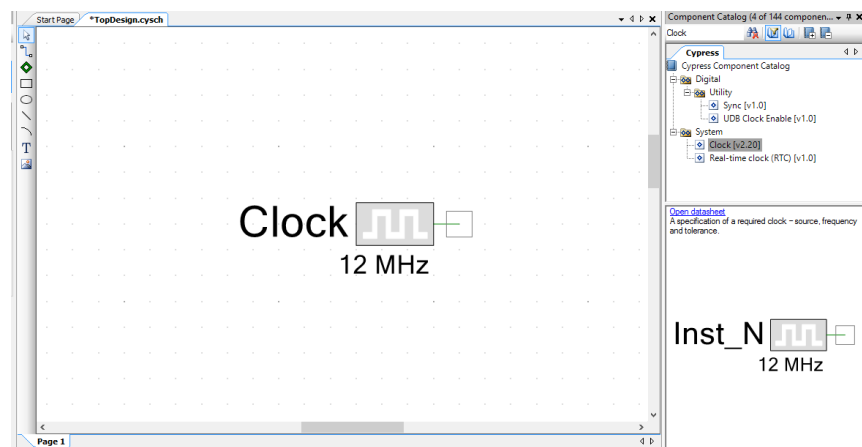 Start Page
*TopDesign.cysch
Component Catalog (4 of 144 componen...
Clock
Cypress
Cypress Component Catalog
Digital
Utility
Sync [v1.0]
UDB Clock Enable [v1.0]
System
Clock [v2.20]
Real-time clock (RTC) [v1.0]
T
Clock
12 MHz
Open datasheet
A specification of a required clock - source, frequency
and tolerance.
Inst_N
12 MHz
Page 1